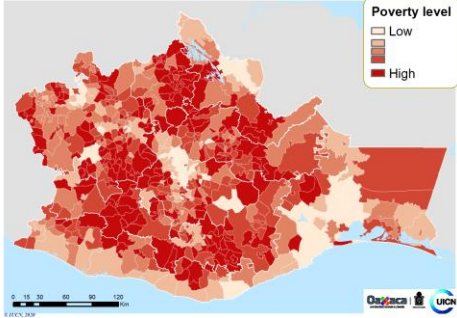 Poverty level
Low
High
0 15 30 60 90 120
Km
© IUCN, 2020
Oaxaca
UICN